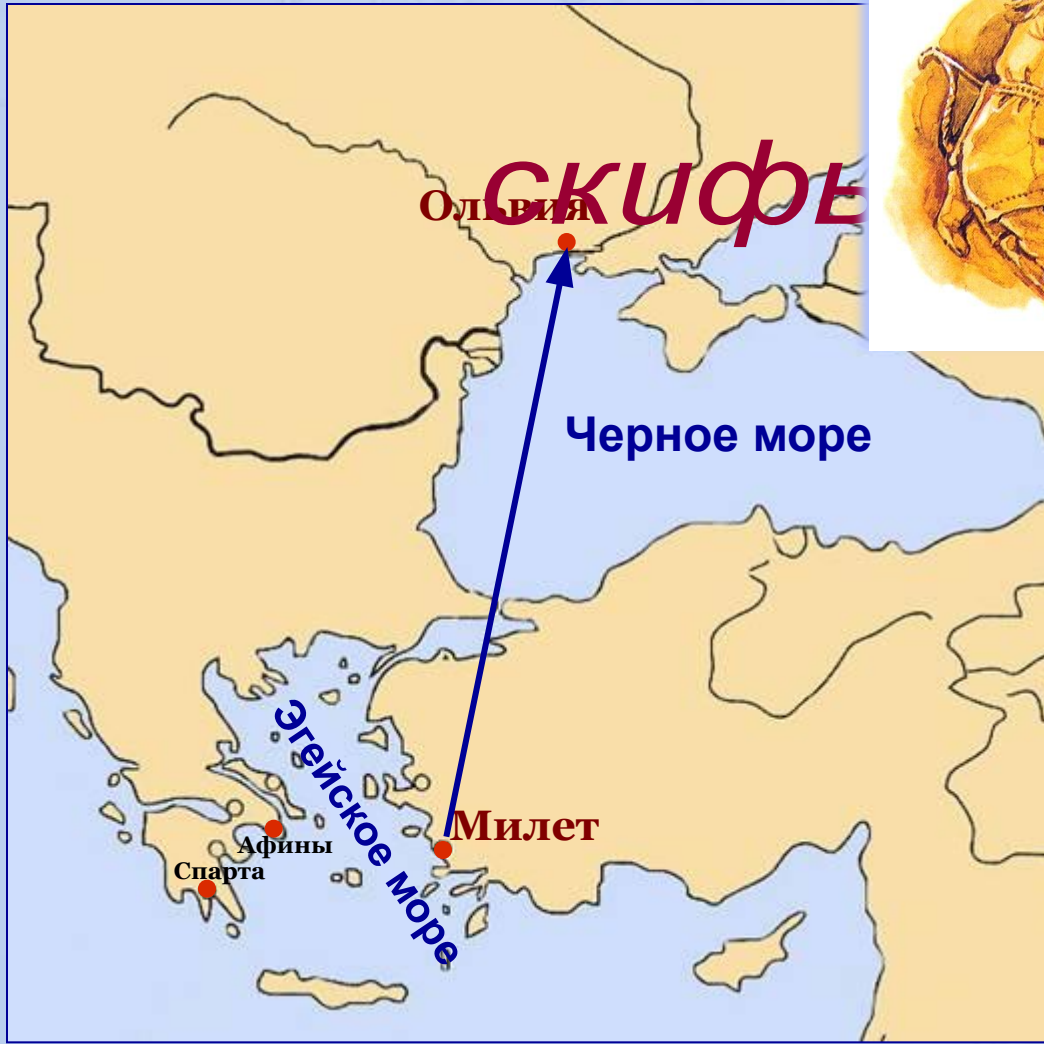 скифы
Ольвия
Черное море
Эгейское море
Милет
Афины
Спарта